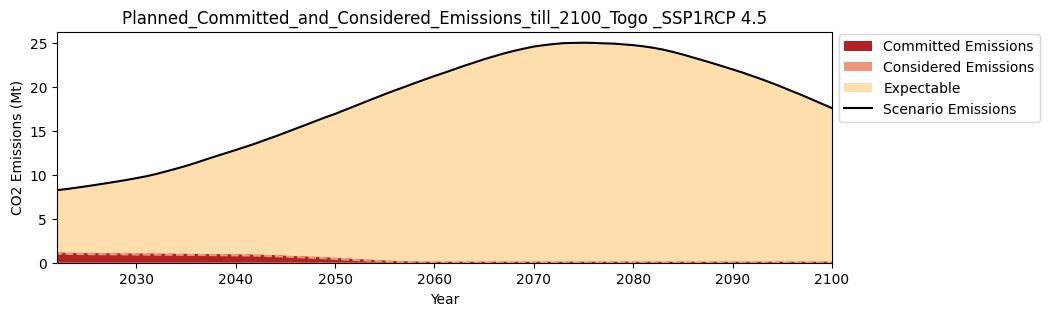 Planned_Committed_and_Considered_Emissions_till_2100_Togo _SSP1RCP 4.5
CO2 Emissions (Mt)
25
20
15
10
5
0
2030 2040 2050 2060 2070 2080 2090 2100
Year
Committed Emissions
Considered Emissions
Expectable
Scenario Emissions